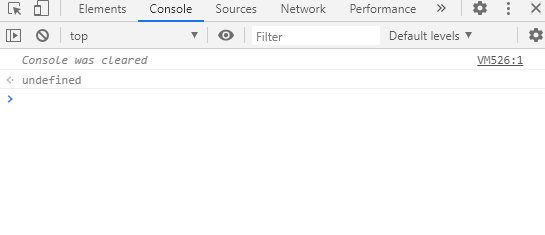 Elements Console Sources Network Performance »
top Filter Default levels
Console was cleared VM526:1
undefined